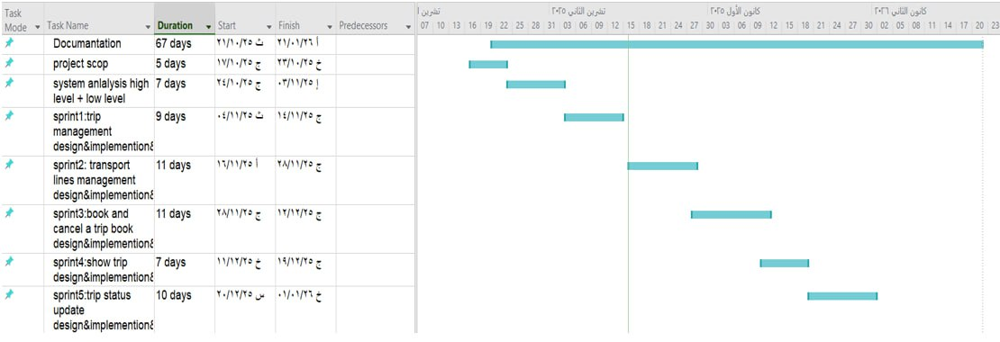 Task Mode
Task Name
Duration
Start
Finish
Predecessors
تشرين ا
تشرين الثاني ٢٠٢٥
كانون الأول ٢٠٢٥
كانون الثاني ٢٠٢٦
07 10 13 16 19 22 25 28 31 03 06 09 12 15 18 21 24 27 30 03 06 09 12 15 18 21 24 27 30 02 05 08 11 14 17 20 23
Documantation
67 days
ث ٢١/١٠/٢٥
أ ٢١/٠١/٢٦
project scop
5 days
ج ١٧/١٠/٢٥
خ ٢٣/١٠/٢٥
system anlalysis high
level + low level
7 days
ج ٢٤/١٠/٢٥
إ ٠٣/١١/٢٥
sprint1:trip
management
design&implemention&
9 days
ث ٠٤/١١/٢٥
ج ١٤/١١/٢٥
sprint2: transport
lines management
design&implemention&
11 days
أ ١٦/١١/٢٥
ج ٢٨/١١/٢٥
sprint3:book and
cancel a trip book
design&implemention&
11 days
ج ٢٨/١١/٢٥
ج ١٢/١٢/٢٥
sprint4:show trip
design&implemention&
7 days
خ ١١/١٢/٢٥
ج ١٩/١٢/٢٥
sprint5:trip status
update
design&implemention&
10 days
س ٢٠/١٢/٢٥
خ ٠١/٠١/٢٦